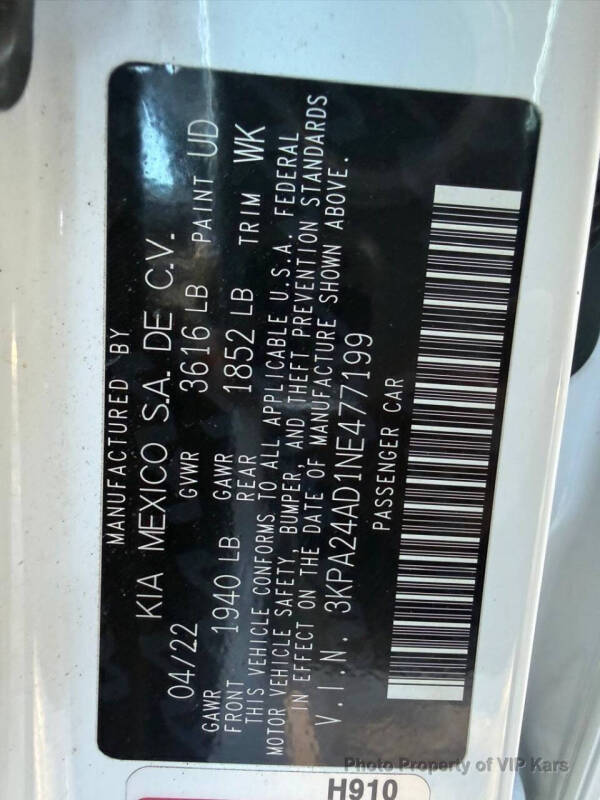 MANUFACTURED BY
KIA MEXICO S.A. DE C.V.
04/22 GVWR 3616 LB PAINT UD
GAWR FRONT 1940 LB GAWR REAR 1852 LB TRIM WK
THIS VEHICLE CONFORMS TO ALL APPLICABLE U.S.A. FEDERAL
MOTOR VEHICLE SAFETY, BUMPER, AND THEFT PREVENTION STANDARDS
IN EFFECT ON THE DATE OF MANUFACTURE SHOWN ABOVE.
V.I.N. 3KPA24AD1NE477199
PASSENGER CAR
H910
Photo Property of VIP Kars